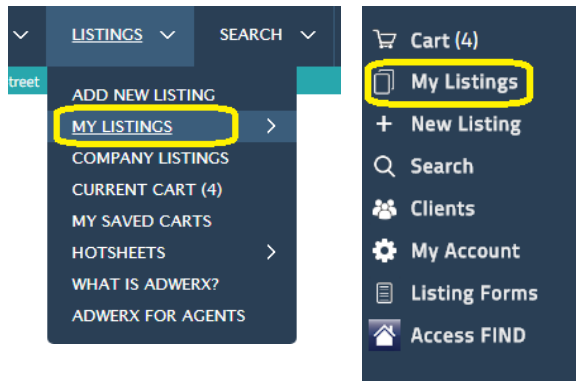 LISTINGS SEARCH
treet
ADD NEW LISTING
MY LISTINGS
COMPANY LISTINGS
CURRENT CART (4)
MY SAVED CARTS
HOTSHEETS
WHAT IS ADWERX?
ADWERX FOR AGENTS
Cart (4)
My Listings
New Listing
Search
Clients
My Account
Listing Forms
Access FIND